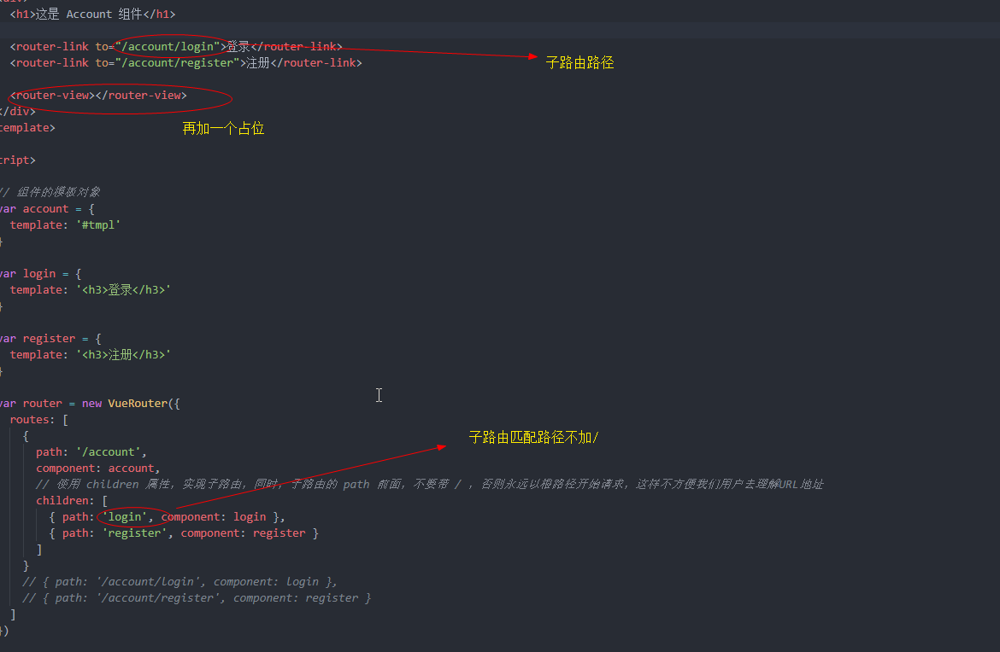 div>
<h1>这是 Account 组件</h1>
<router-link to="/account/login">登录</router-link>
子路由路径
<router-link to="/account/register">注册</router-link>
<router-view></router-view>
</div>
再加一个占位
template>
cript>
// 组件的模板对象
var account = {
template: '#tmpl'
}
var login = {
template: '<h3>登录</h3>'
}
var register = {
template: '<h3>注册</h3>'
}
var router = new VueRouter({
routes: [
{
子路由匹配路径不加/
path: '/account',
component: account,
// 使用 children 属性，实现子路由，同时，子路由的 path 前面，不要带 / ，否则永远以根路径开始请求，这样不方便我们用户去理解URL地址
children: [
{ path: 'login', component: login },
{ path: 'register', component: register }
]
}
// { path: '/account/login', component: login },
// { path: '/account/register', component: register }
]
})